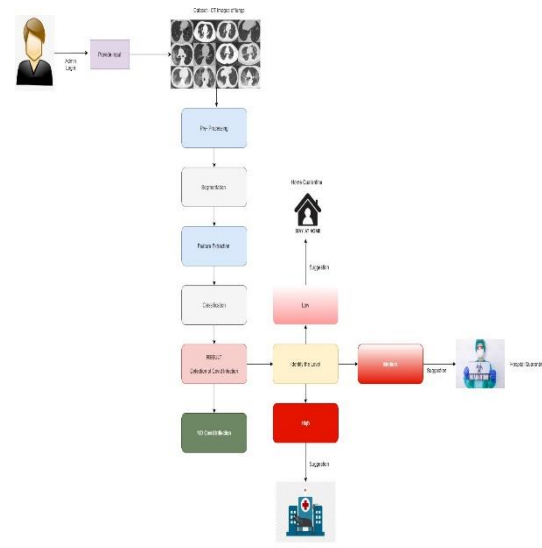 Dataset - CT Images of lungs
Admin
Login
Provide Input
Pre- Processing
Segmentation
Feature Extraction
Classification
RESULT
Detection of Covid Infection
NO Covid Infection
Identify the Level
Low
Suggestion
Home Quarantine
STAY AT HOME
Medium
Suggestion
Hospital Quarantine
High
Suggestion